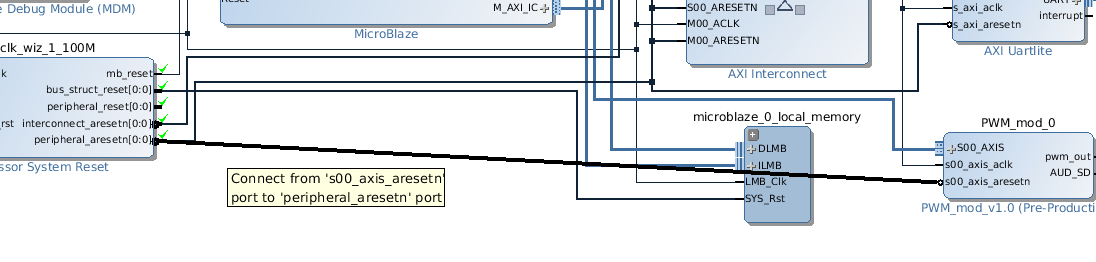 e Debug Module (MDM)
Reset
M_AXI_IC
MicroBlaze
S00_ARESETN
M00_ACLK
M00_ARESETN
AXI Interconnect
s_axi_aclk
s_axi_aresetn
UART
interrupt
AXI Uartlite
clk_wiz_1_100M
k
mb_reset
bus_struct_reset[0:0]
peripheral_reset[0:0]
rst
interconnect_aresetn[0:0]
peripheral_aresetn[0:0]
ssor System Reset
Connect from 's00_axis_aresetn'
port to 'peripheral_aresetn' port
microblaze_0_local_memory
DLMB
ILMB
LMB_Clk
SYS_Rst
PWM_mod_0
S00_AXIS
s00_axis_aclk
s00_axis_aresetn
pwm_out
AUD_SD
PWM_mod_v1.0 (Pre-Producti